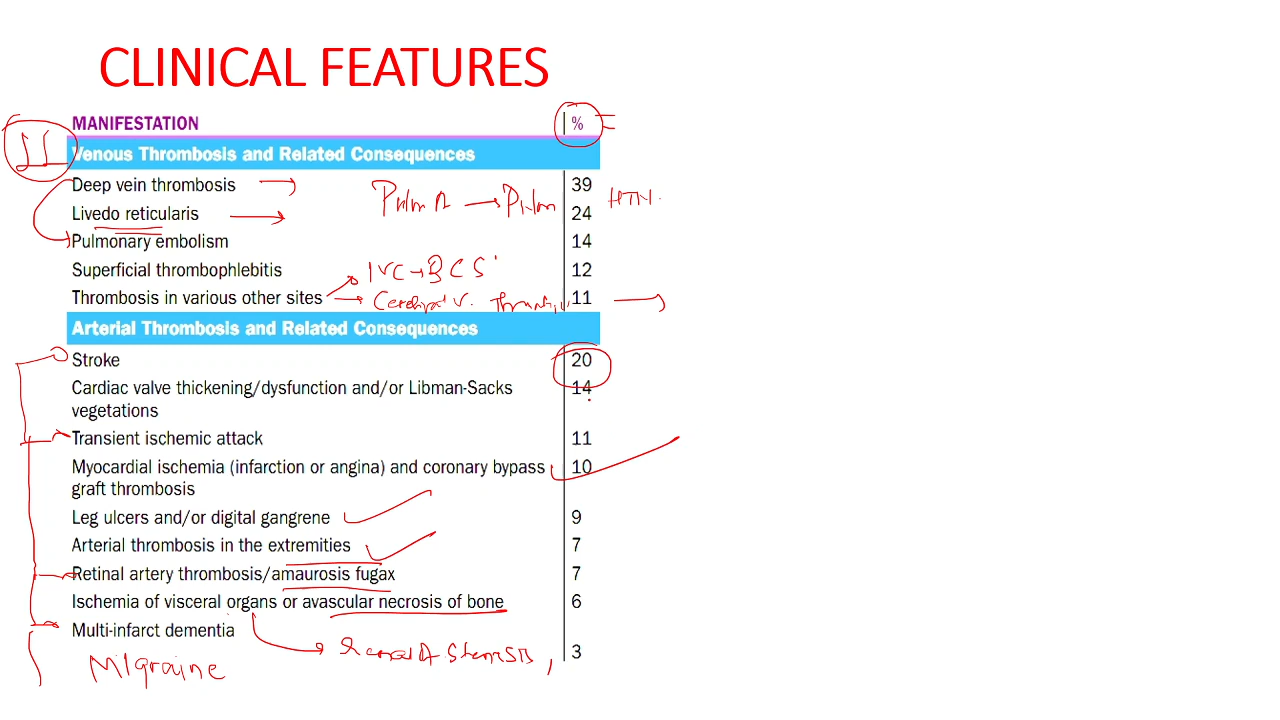 CLINICAL FEATURES
MANIFESTATION %
Venous Thrombosis and Related Consequences
Deep vein thrombosis 39
Pulm A → Pulm HTN.
Livedo reticularis 24
Pulmonary embolism 14
Superficial thrombophlebitis 12
IVC → BCS
Thrombosis in various other sites 11
Cerebral V.
Arterial Thrombosis and Related Consequences
Stroke 20
Cardiac valve thickening/dysfunction and/or Libman-Sacks 14
vegetations
Transient ischemic attack 11
Myocardial ischemia (infarction or angina) and coronary bypass 10
graft thrombosis
Leg ulcers and/or digital gangrene 9
Arterial thrombosis in the extremities 7
Retinal artery thrombosis/amaurosis fugax 7
Ischemia of visceral organs or avascular necrosis of bone 6
Multi-infarct dementia 3
Renal A. Stenosis,
Migraine